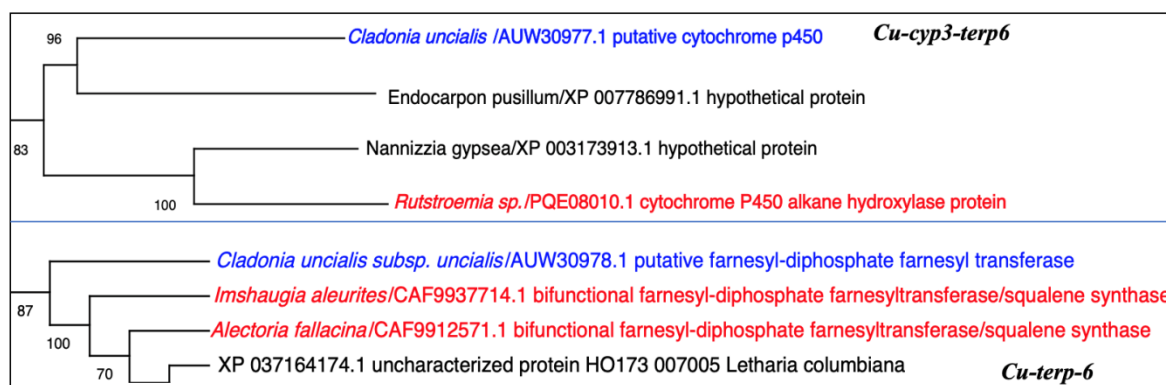 96
Cladonia uncialis /AUW30977.1 putative cytochrome p450
Cu-cyp3-terp6
Endocarpon pusillum/XP 007786991.1 hypothetical protein
83
Nannizzia gypsea/XP 003173913.1 hypothetical protein
100
Rutstroemia sp./PQE08010.1 cytochrome P450 alkane hydroxylase protein
Cladonia uncialis subsp. uncialis/AUW30978.1 putative farnesyl-diphosphate farnesyl transferase
87
Imshaugia aleurites/CAF9937714.1 bifunctional farnesyl-diphosphate farnesyltransferase/squalene synthase
100
Alectoria fallacina/CAF9912571.1 bifunctional farnesyl-diphosphate farnesyltransferase/squalene synthase
XP 037164174.1 uncharacterized protein HO173 007005 Letharia columbiana
70
Cu-terp-6